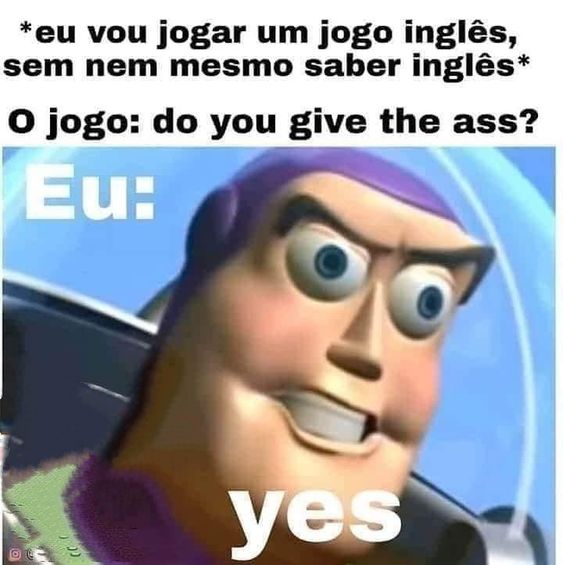 *eu vou jogar um jogo inglês,
sem nem mesmo saber inglês*
O jogo: do you give the ass?
Eu:
yes